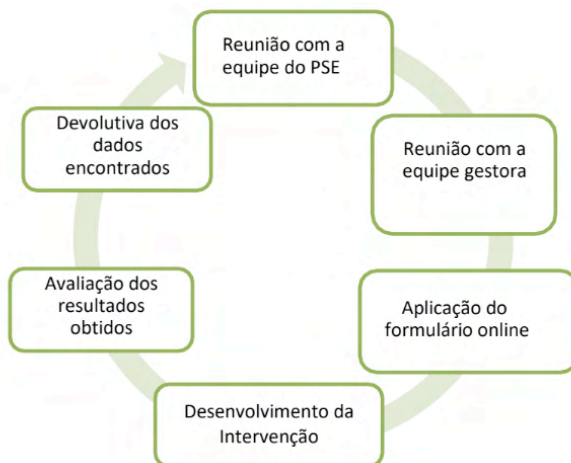 Reunião com a
equipe do PSE
Reunião com a
equipe gestora
Aplicação do
formulário online
Desenvolvimento da
Intervenção
Avaliação dos
resultados
obtidos
Devolutiva dos
dados
encontrados